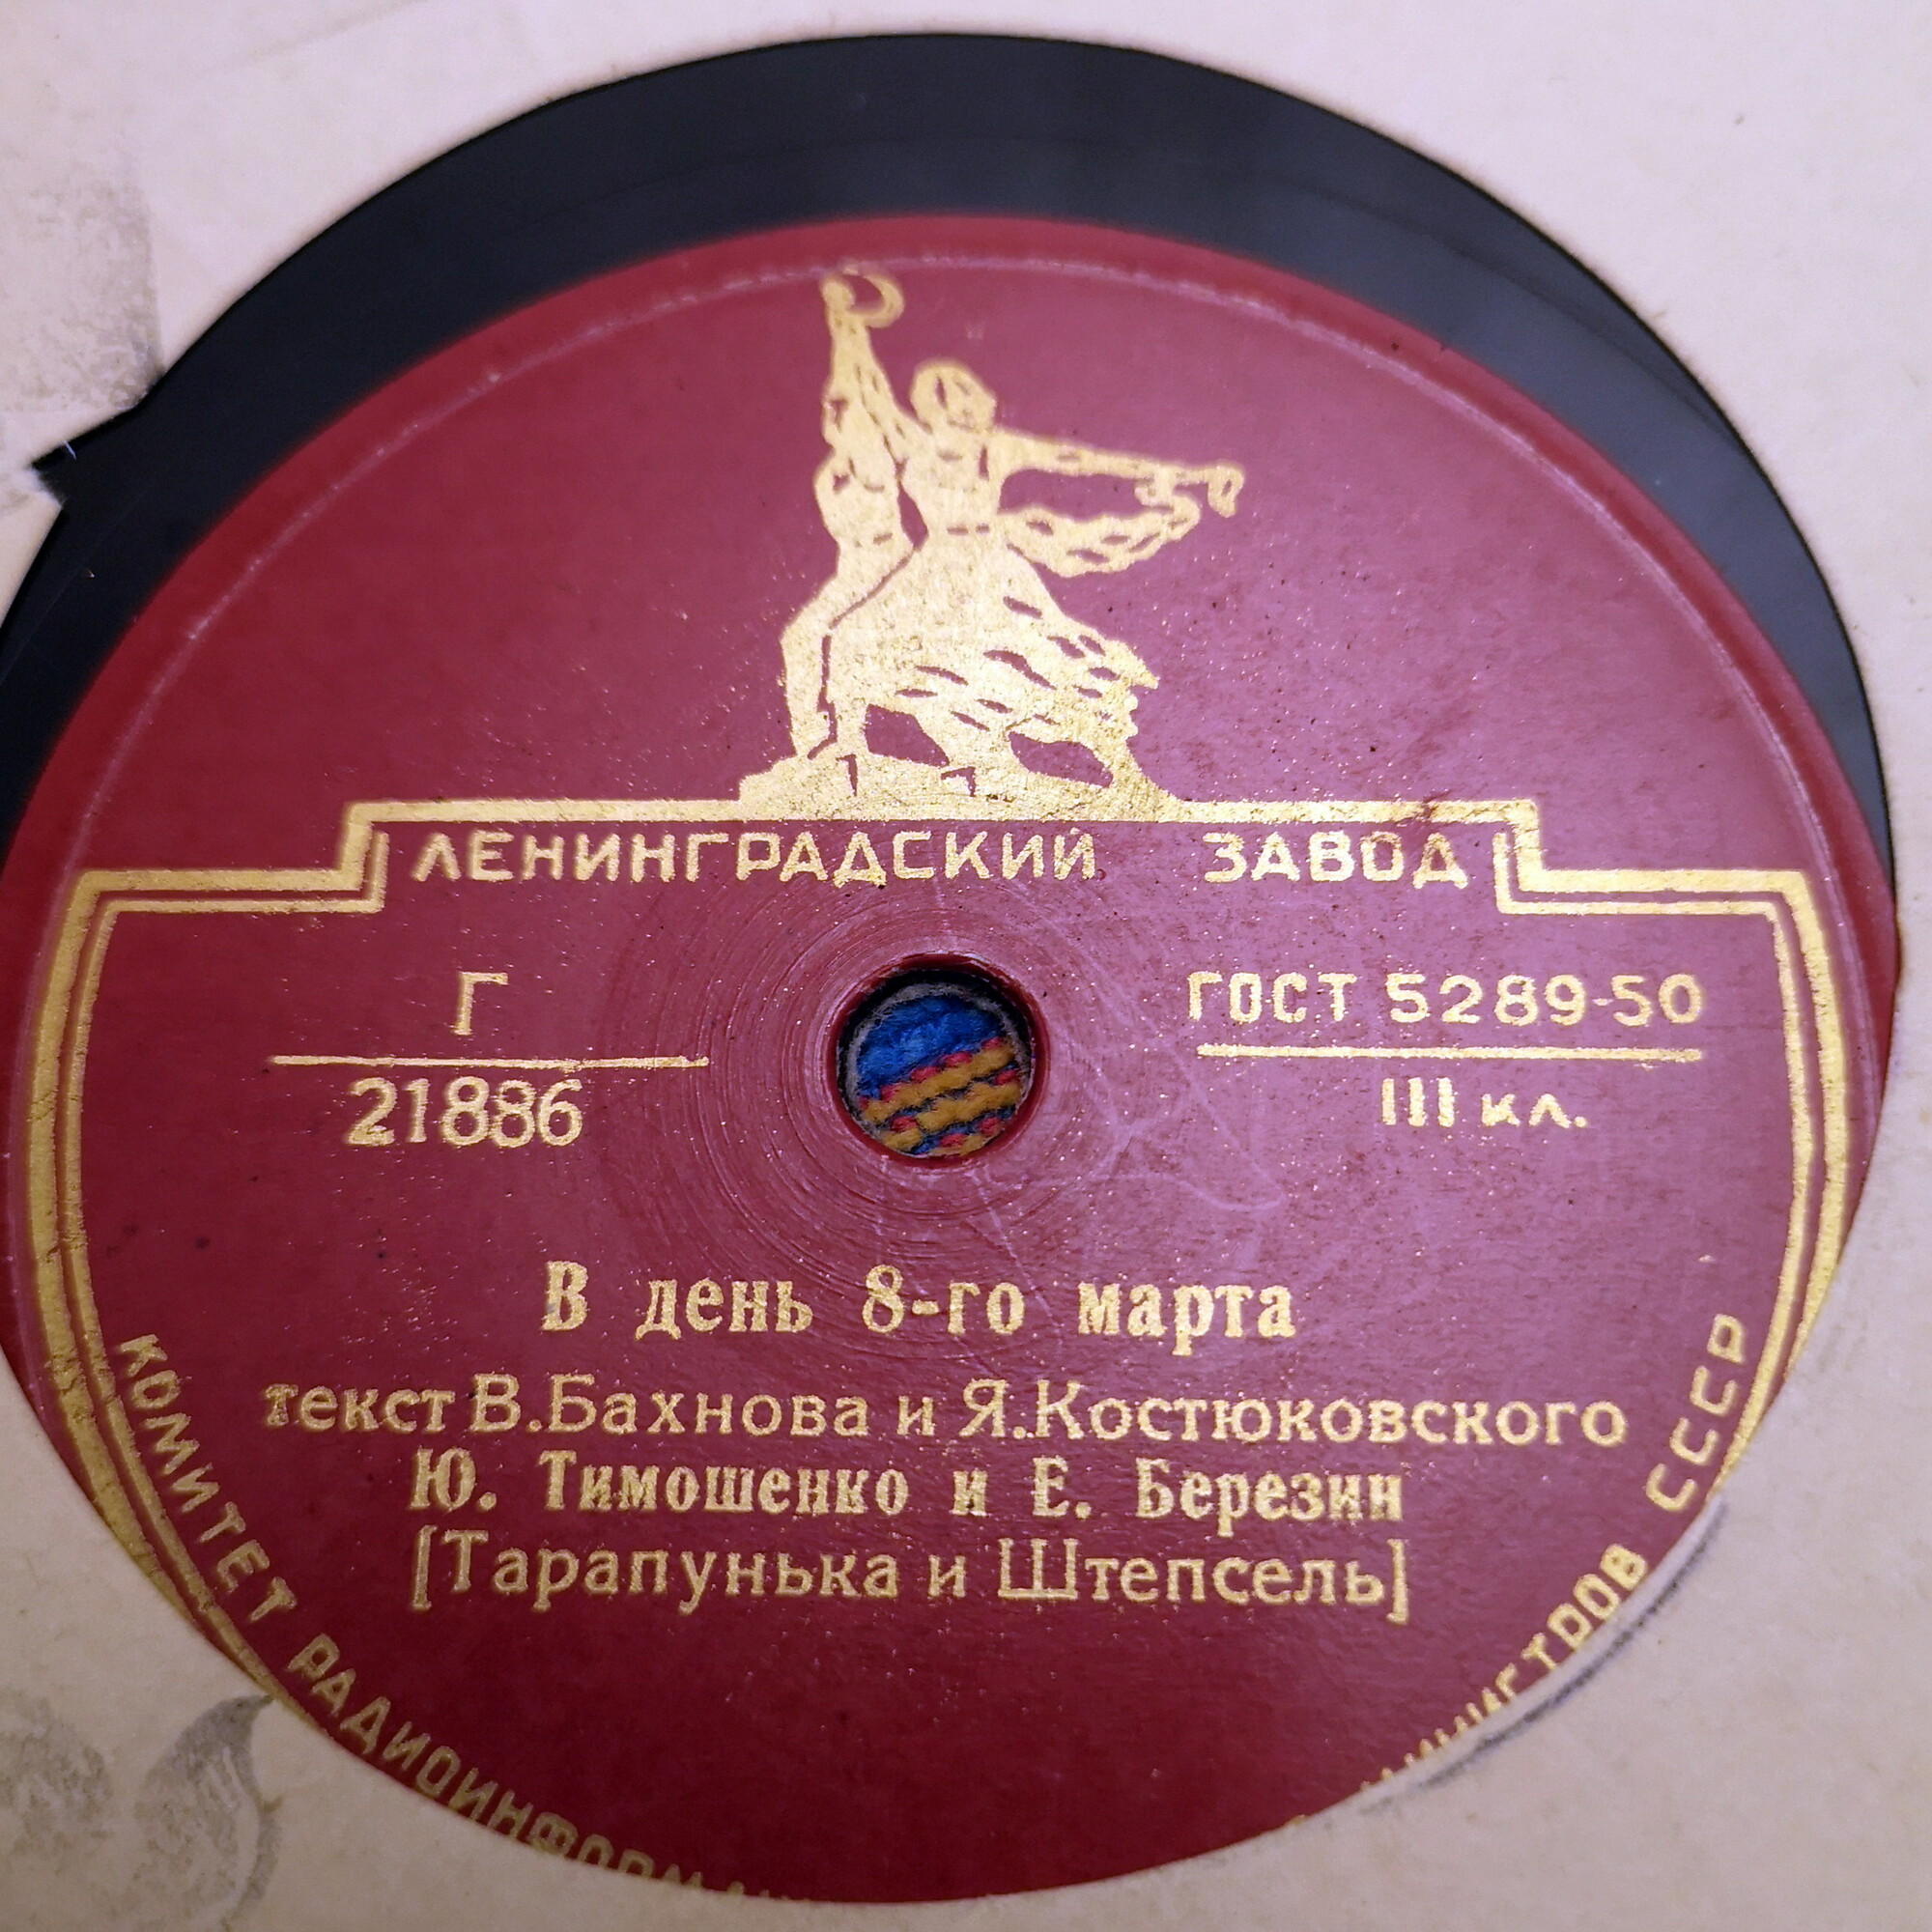 ЛЕНИНГРАДСКИЙ ЗАВОД
Г
21886
ГОСТ 5289-50
III кл.
В день 8-го марта
текст В.Бахнова и Я.Костюковского
Ю. Тимошенко и Е. Березин
[Тарапунька и Штепсель]
КОМИТЕТ СССР